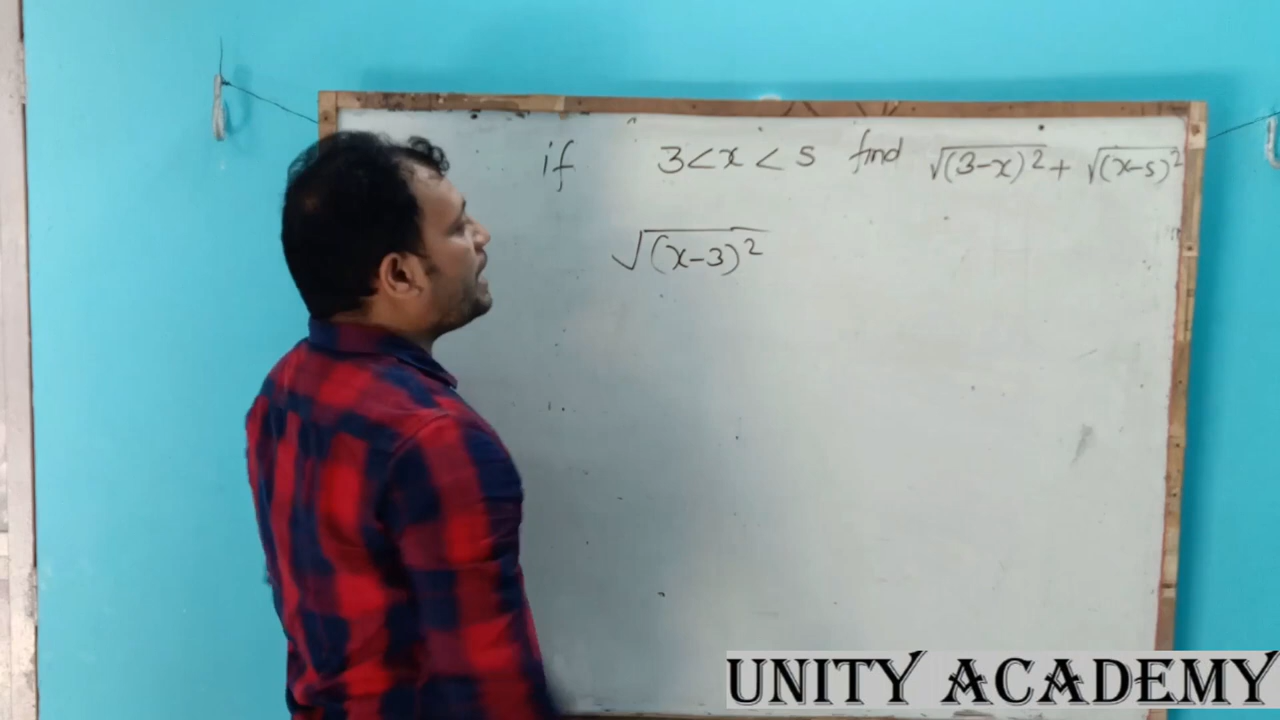 if 3<x<5 find √(3-x)²+ √(x-5)²
√(x-3)²
UNITY ACADEMY